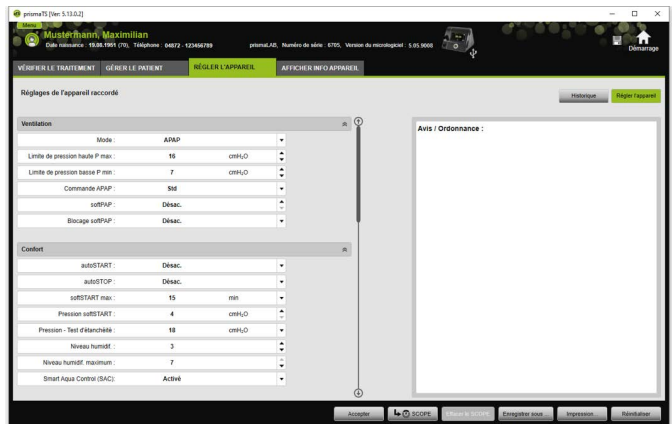 prismaTS [Ver: 5.13.0.2]
Menu
Mustermann, Maximilian
Date naissance : 19.08.1951 (70), Téléphone : 04872 - 123456789
prismaLAB, Numéro de série : 6705, Version du micrologiciel : 5.05.9008
Démarrage
VÉRIFIER LE TRAITEMENT
GÉRER LE PATIENT
RÉGLER L'APPAREIL
AFFICHER INFO APPAREIL
Réglages de l'appareil raccordé
Historique
Régler l'appareil
Ventilation
Mode : APAP
Limite de pression haute P max : 16 cmH₂O
Limite de pression basse P min : 7 cmH₂O
Commande APAP : Std
softPAP : Désac.
Blocage softPAP : Désac.
Confort
autoSTART : Désac.
autoSTOP : Désac.
softSTART max : 15 min
Pression softSTART : 4 cmH₂O
Pression - Test d'étanchéité : 18 cmH₂O
Niveau humidif. : 3
Niveau humidif. maximum : 7
Smart Aqua Control (SAC): Activé
Avis / Ordonnance :
Accepter
SCOPE
Effacer le SCOPE
Enregistrer sous ...
Impression...
Réinitialiser